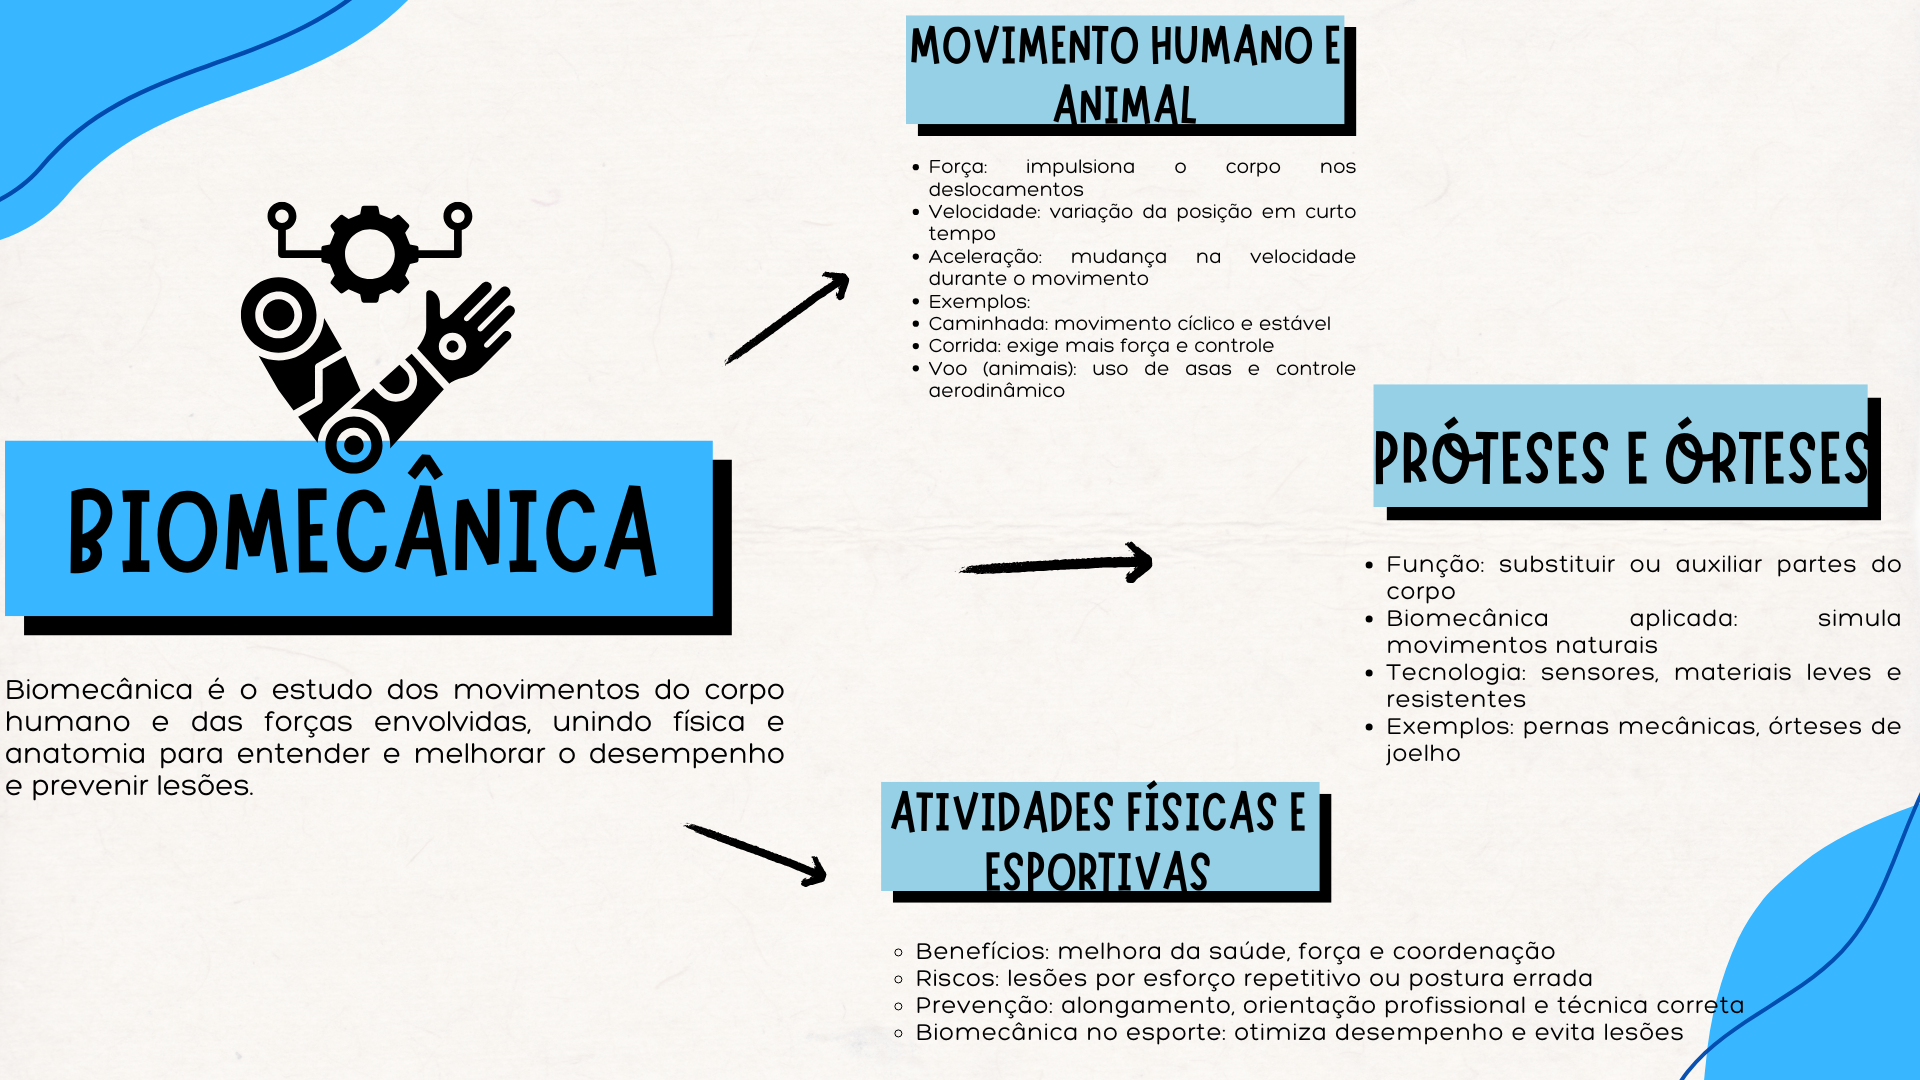 BIOMECÂNICA
Biomecânica é o estudo dos movimentos do corpo
humano e das forças envolvidas, unindo física e
anatomia para entender e melhorar o desempenho
e prevenir lesões.
MOVIMENTO HUMANO E
ANIMAL
• Força: impulsiona o corpo nos
deslocamentos
• Velocidade: variação da posição em curto
tempo
• Aceleração: mudança na velocidade
durante o movimento
• Exemplos:
• Caminhada: movimento cíclico e estável
• Corrida: exige mais força e controle
• Voo (animais): uso de asas e controle
aerodinâmico
PRÓTESES E ÓRTESES
• Função: substituir ou auxiliar partes do
corpo
• Biomecânica aplicada: simula
movimentos naturais
• Tecnologia: sensores, materiais leves e
resistentes
• Exemplos: pernas mecânicas, órteses de
joelho
ATIVIDADES FÍSICAS E
ESPORTIVAS
◦ Benefícios: melhora da saúde, força e coordenação
◦ Riscos: lesões por esforço repetitivo ou postura errada
◦ Prevenção: alongamento, orientação profissional e técnica correta
◦ Biomecânica no esporte: otimiza desempenho e evita lesões